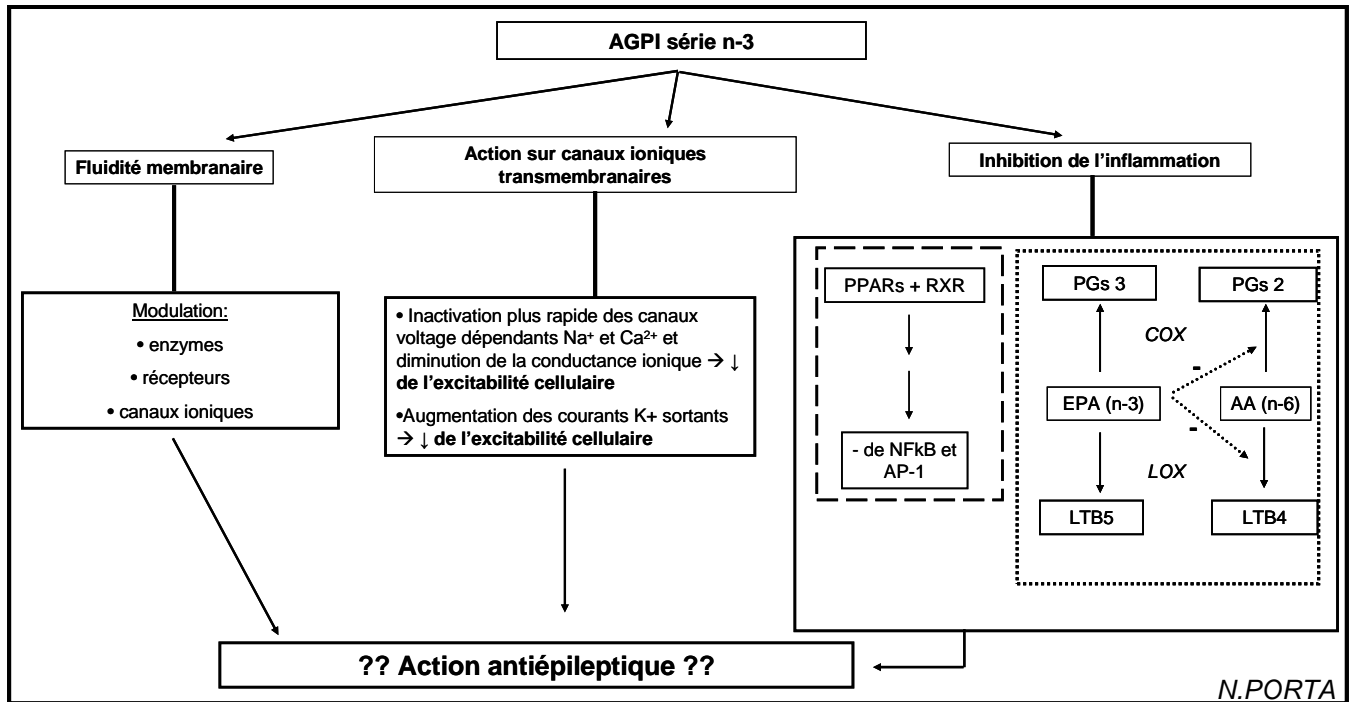 AGPI série n-3
Fluidité membranaire
Action sur canaux ioniques
transmembranaires
Inhibition de l’inflammation
Modulation:
• enzymes
• récepteurs
• canaux ioniques
• Inactivation plus rapide des canaux
voltage dépendants Na⁺ et Ca²⁺ et
diminution de la conductance ionique → ↓
de l’excitabilité cellulaire
•Augmentation des courants K+ sortants
→ ↓ de l’excitabilité cellulaire
PPARs + RXR
- de NFkB et
AP-1
PGs 3
PGs 2
COX
-
EPA (n-3)
AA (n-6)
-
LOX
LTB5
LTB4
?? Action antiépileptique ??
N.PORTA